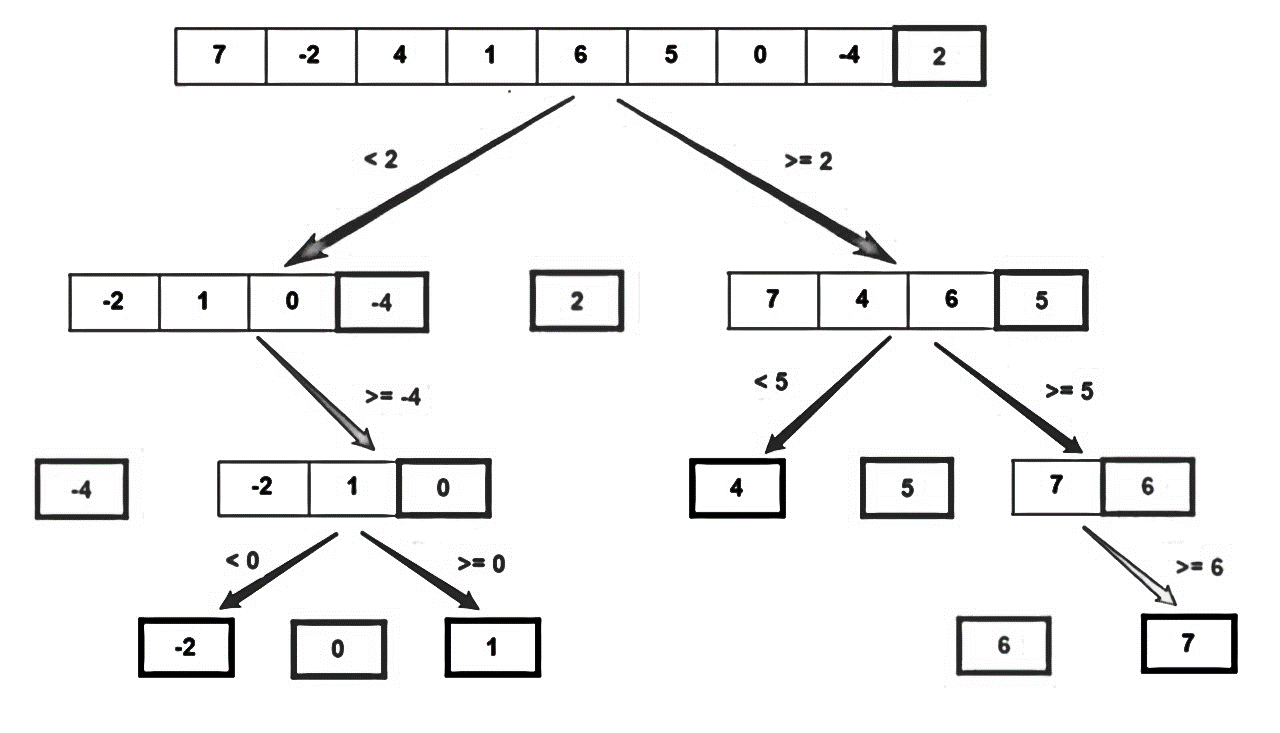 7 -2 4 1 6 5 0 -4 2
< 2 >= 2
-2 1 0 -4 2 7 4 6 5
>= -4 < 5 >= 5
-4 -2 1 0 4 5 7 6
< 0 >= 0 >= 6
-2 0 1 6 7